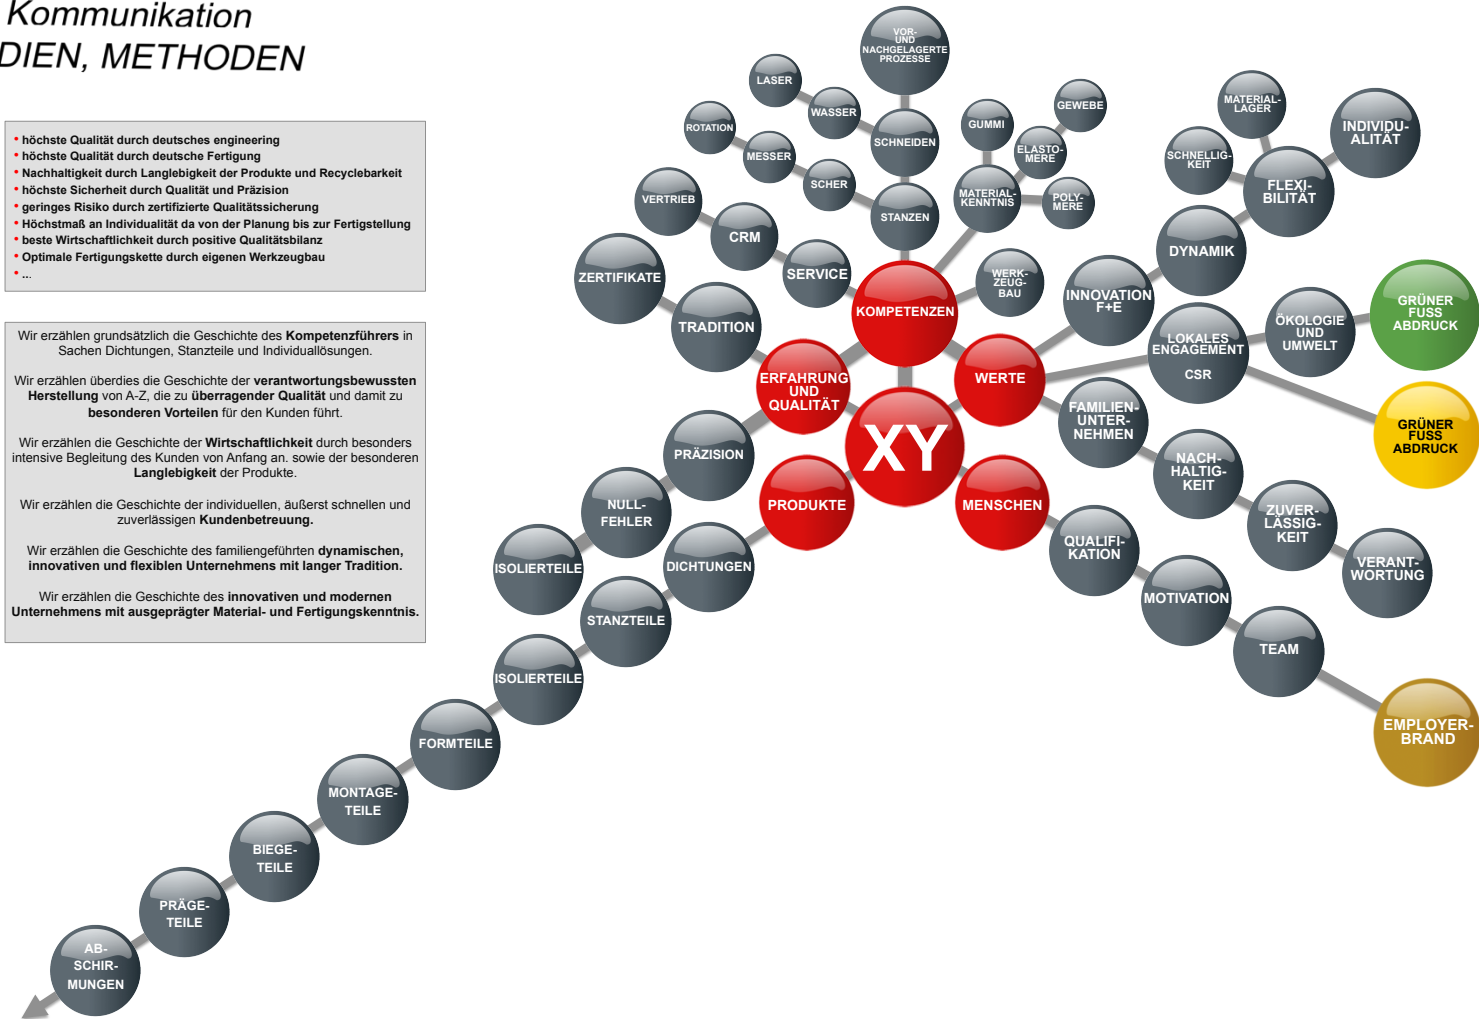 Kommunikation
DIEN, METHODEN
• höchste Qualität durch deutsches engineering
• höchste Qualität durch deutsche Fertigung
• Nachhaltigkeit durch Langlebigkeit der Produkte und Recyclebarkeit
• höchste Sicherheit durch Qualität und Präzision
• geringes Risiko durch zertifizierte Qualitätssicherung
• Höchstmaß an Individualität da von der Planung bis zur Fertigstellung
• beste Wirtschaftlichkeit durch positive Qualitätsbilanz
• Optimale Fertigungskette durch eigenen Werkzeugbau
• ...
Wir erzählen grundsätzlich die Geschichte des Kompetenzführers in
Sachen Dichtungen, Stanzteile und Individuallösungen.
Wir erzählen überdies die Geschichte der verantwortungsbewussten
Herstellung von A-Z, die zu überragender Qualität und damit zu
besonderen Vorteilen für den Kunden führt.
Wir erzählen die Geschichte der Wirtschaftlichkeit durch besonders
intensive Begleitung des Kunden von Anfang an. sowie der besonderen
Langlebigkeit der Produkte.
Wir erzählen die Geschichte der individuellen, äußerst schnellen und
zuverlässigen Kundenbetreuung.
Wir erzählen die Geschichte des familiengeführten dynamischen,
innovativen und flexiblen Unternehmens mit langer Tradition.
Wir erzählen die Geschichte des innovativen und modernen
Unternehmens mit ausgeprägter Material- und Fertigungskenntnis.
VOR-
UND
NACHGELAGERTE
PROZESSE
LASER
WASSER
SCHNEIDEN
ROTATION
MESSER
SCHER
STANZEN
VERTRIEB
CRM
SERVICE
ZERTIFIKATE
TRADITION
GUMMI
GEWEBE
ELASTO-
MERE
MATERIAL-
KENNTNIS
POLY-
MERE
WERK-
ZEUG-
BAU
KOMPETENZEN
ERFAHRUNG
UND
QUALITÄT
WERTE
XY
PRODUKTE
MENSCHEN
MATERIAL-
LAGER
INDIVIDU-
ALITÄT
SCHNELLIG-
KEIT
FLEXI-
BILITÄT
DYNAMIK
INNOVATION
F+E
LOKALES
ENGAGEMENT
CSR
ÖKOLOGIE
UND
UMWELT
GRÜNER
FUSS
ABDRUCK
GRÜNER
FUSS
ABDRUCK
FAMILIEN-
UNTER-
NEHMEN
NACH-
HALTIG-
KEIT
ZUVER-
LÄSSIG-
KEIT
VERANT-
WORTUNG
QUALIFI-
KATION
MOTIVATION
TEAM
EMPLOYER-
BRAND
PRÄZISION
NULL-
FEHLER
ISOLIERTEILE
DICHTUNGEN
STANZTEILE
ISOLIERTEILE
FORMTEILE
MONTAGE-
TEILE
BIEGE-
TEILE
PRÄGE-
TEILE
AB-
SCHIR-
MUNGEN